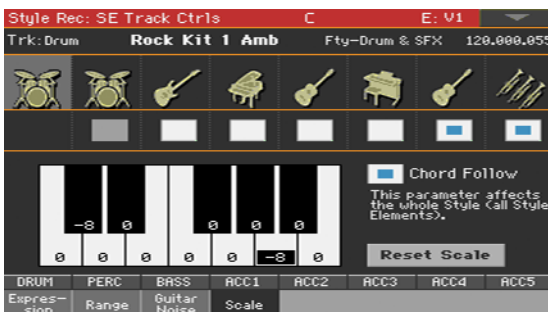 Style Rec: SE Track Ctrls C E: V1
Trk: Drum Rock Kit 1 Amb Fty-Drum & SFX 120.000.055
Chord Follow
This parameter affects
the whole Style (all Style
Elements).
-8 0 0 0 0
0 0 0 0 0 -8 0
Reset Scale
DRUM PERC BASS ACC1 ACC2 ACC3 ACC4 ACC5
Expres-
sion Range Guitar
Noise Scale